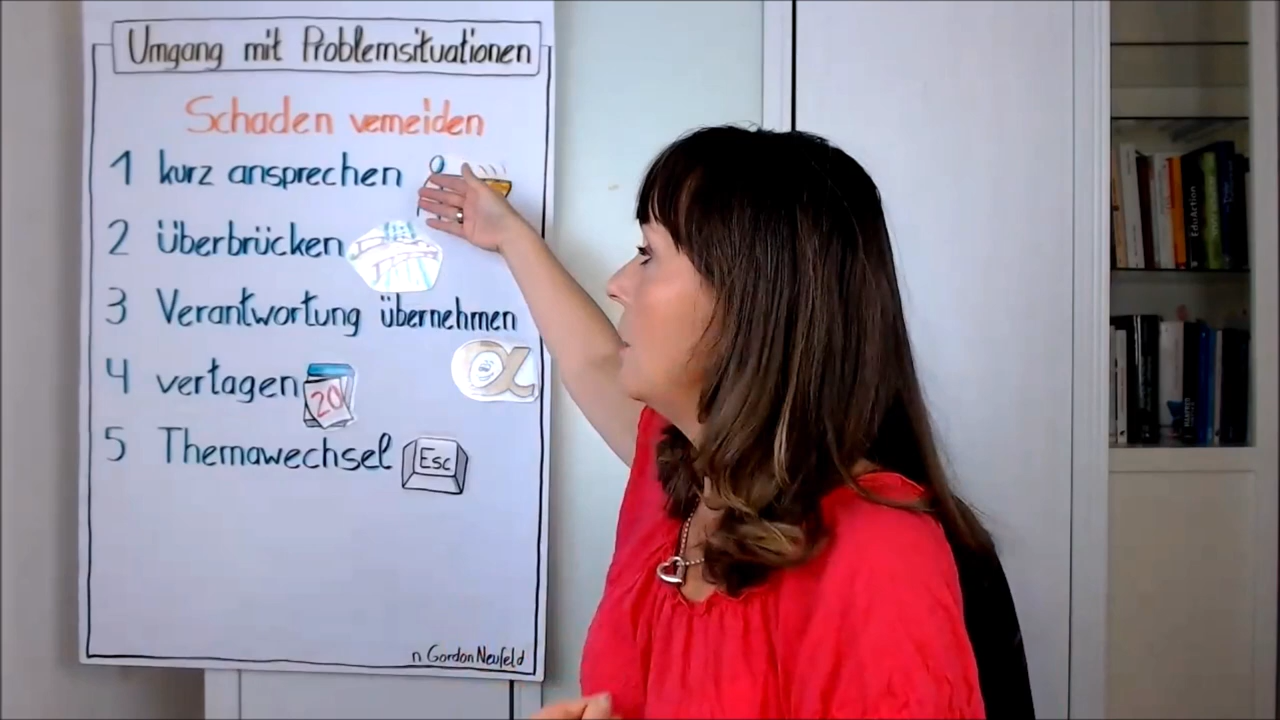 Umgang mit Problemsituationen
Schaden vermeiden
1 kurz ansprechen
2 überbrücken
3 Verantwortung übernehmen
4 vertagen
20
5 Themawechsel
Esc
n Gordon Neufeld
EduAction